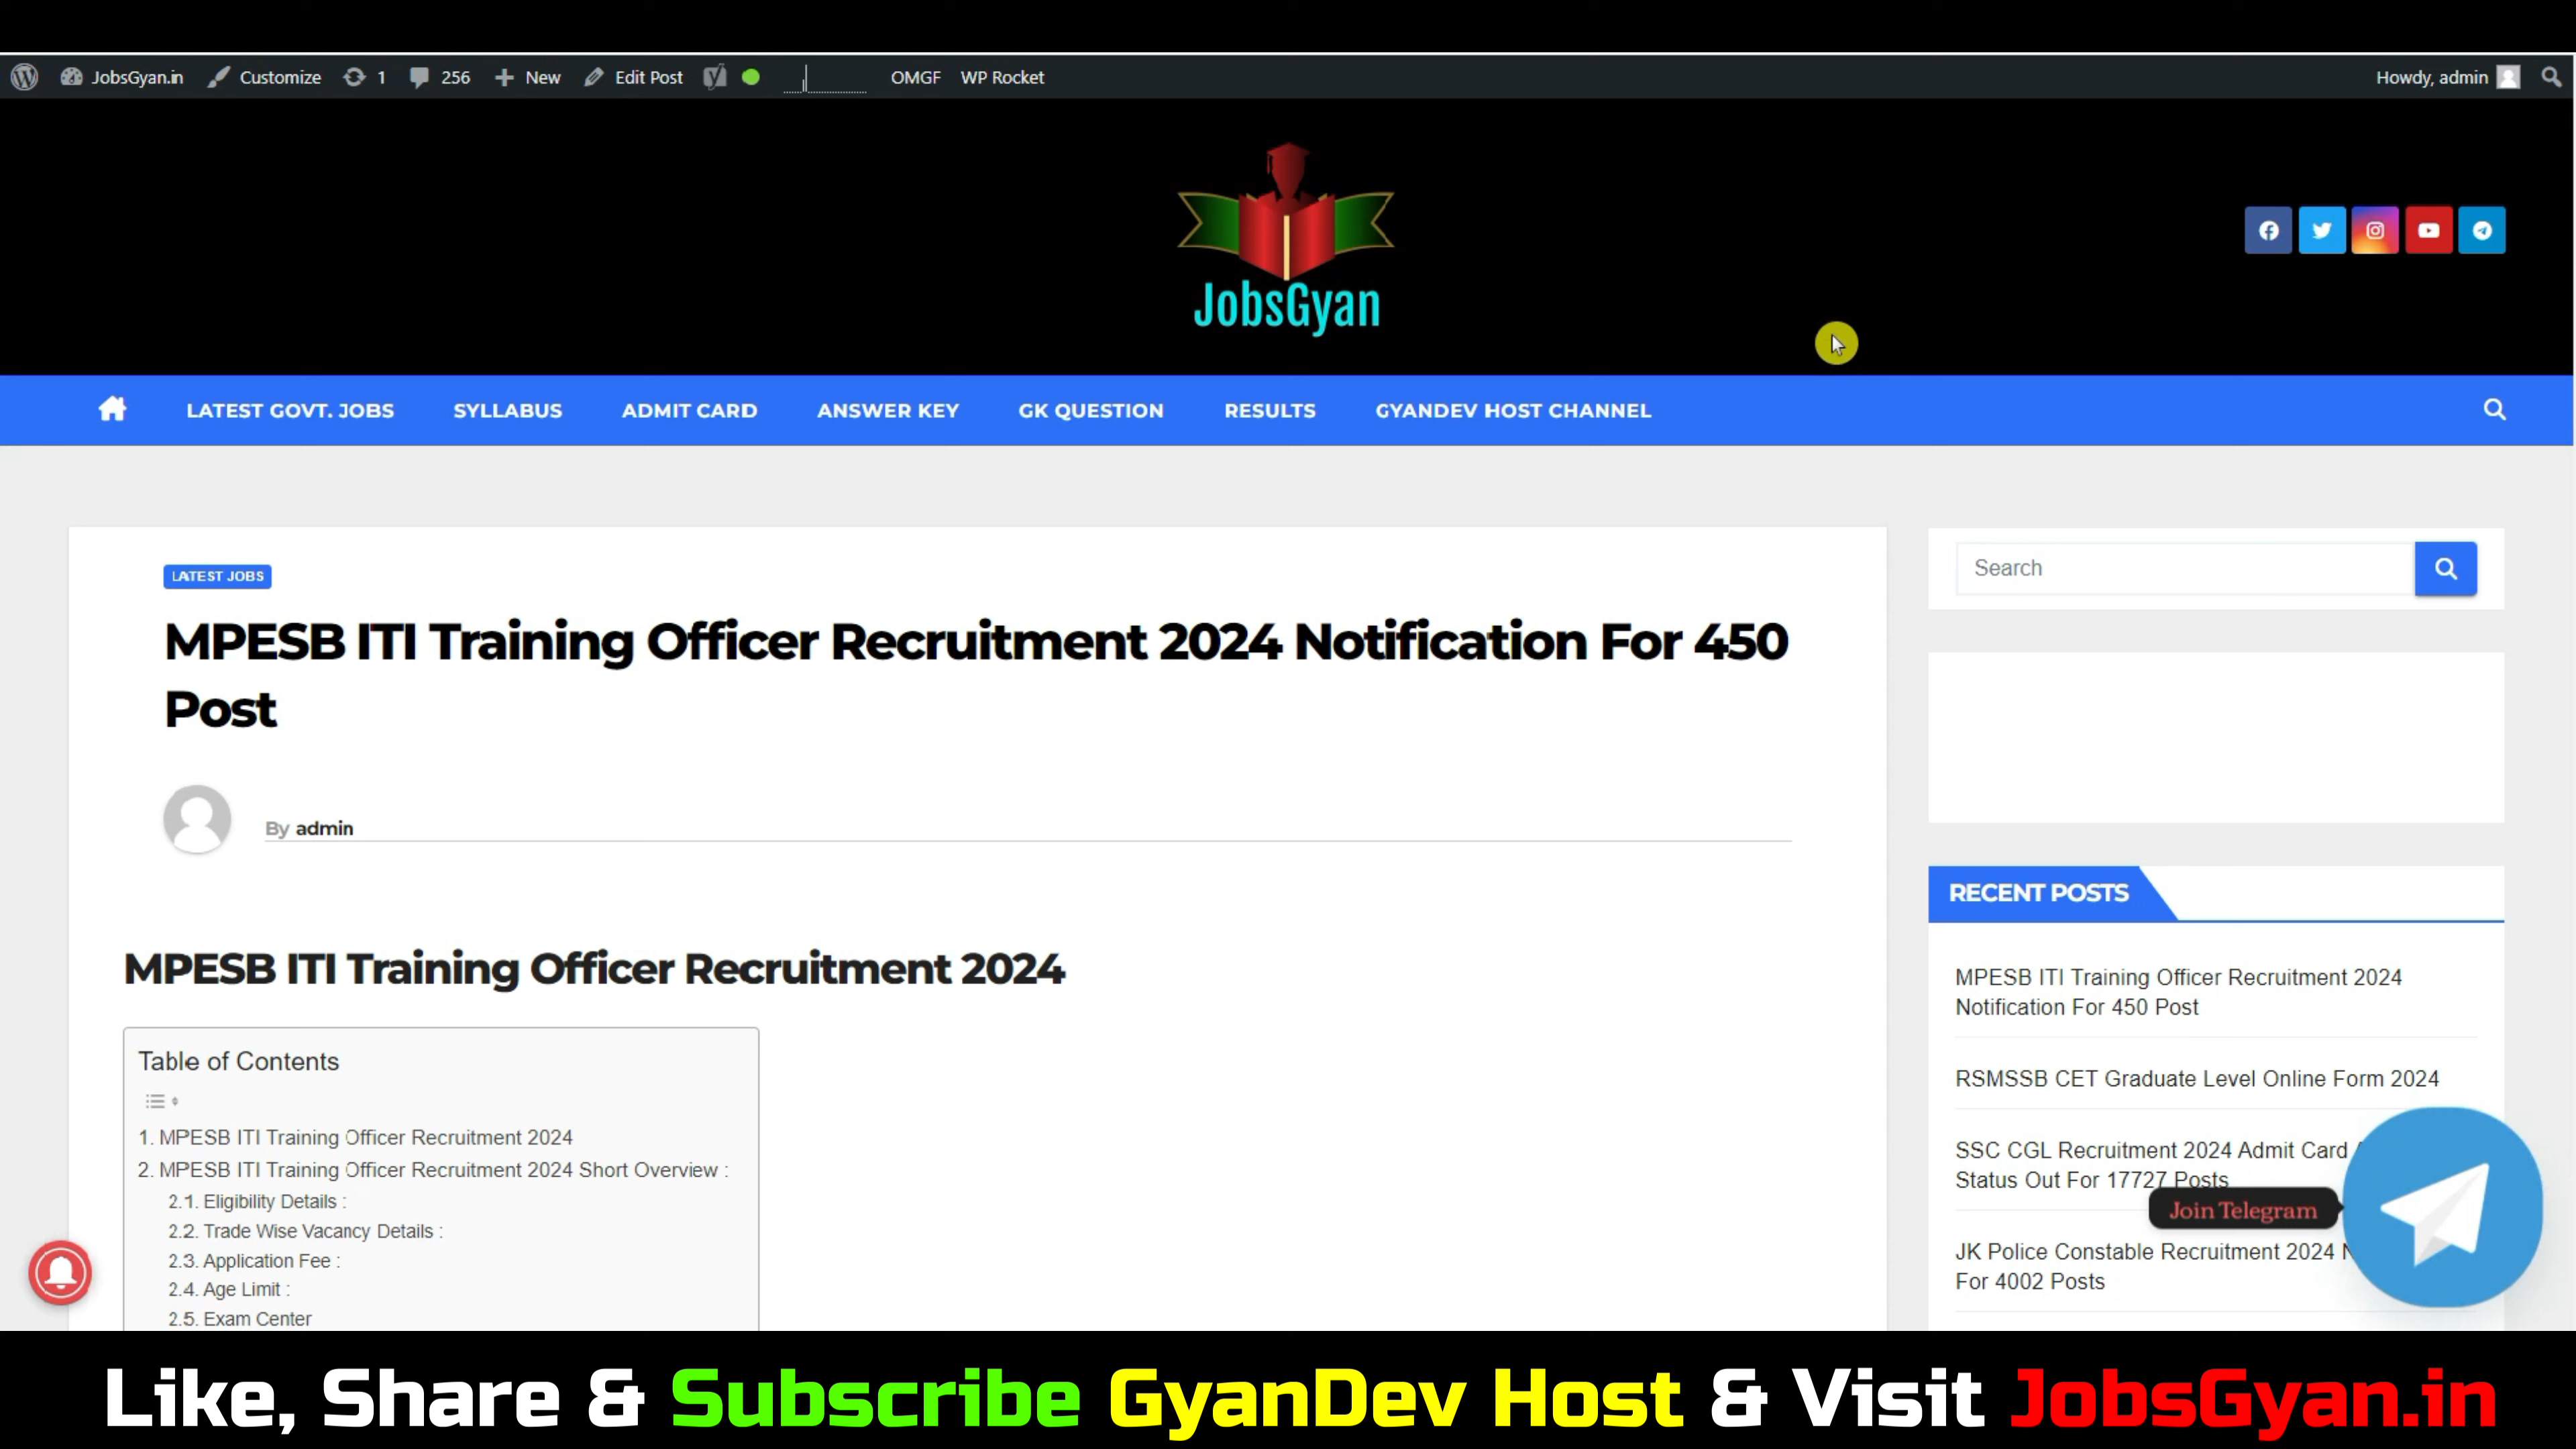 JobsGyan.in Customize 1 256 + New Edit Post OMGF WP Rocket Howdy, admin
JobsGyan
LATEST GOVT. JOBS SYLLABUS ADMIT CARD ANSWER KEY GK QUESTION RESULTS GYANDEV HOST CHANNEL
LATEST JOBS
MPESB ITI Training Officer Recruitment 2024 Notification For 450
Post
By admin
MPESB ITI Training Officer Recruitment 2024
Table of Contents
1. MPESB ITI Training Officer Recruitment 2024
2. MPESB ITI Training Officer Recruitment 2024 Short Overview :
2.1. Eligibility Details :
2.2. Trade Wise Vacancy Details :
2.3. Application Fee :
2.4. Age Limit :
2.5. Exam Center
Search
RECENT POSTS
MPESB ITI Training Officer Recruitment 2024
Notification For 450 Post
RSMSSB CET Graduate Level Online Form 2024
SSC CGL Recruitment 2024 Admit Card
Status Out For 17727 Posts
Join Telegram
JK Police Constable Recruitment 2024
For 4002 Posts
Like, Share & Subscribe GyanDev Host & Visit JobsGyan.in